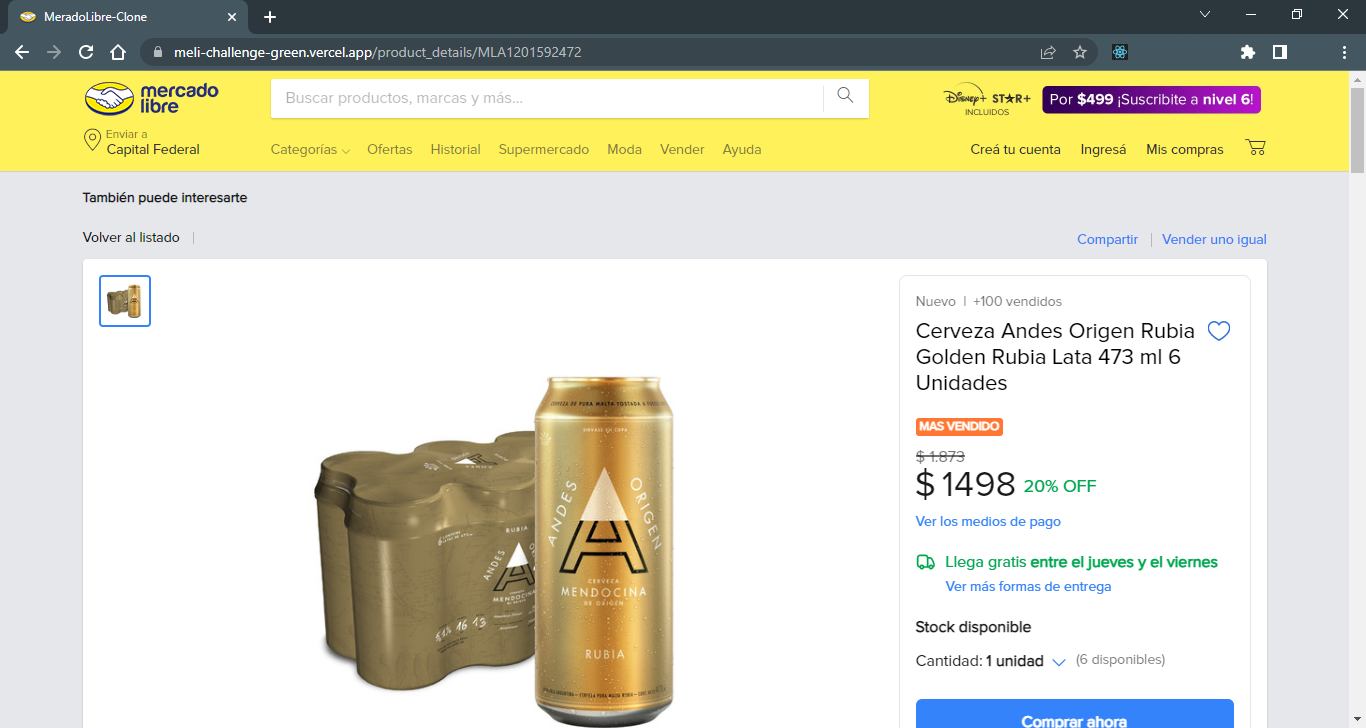 MeradoLibre-Clone
meli-challenge-green.vercel.app/product_details/MLA1201592472
mercado
libre
Buscar productos, marcas y más...
Disney+ STAR+
INCLUIDOS
Por $499 ¡Suscribite a nivel 6!
Enviar a
Capital Federal
Categorías Ofertas Historial Supermercado Moda Vender Ayuda
Creá tu cuenta Ingresá Mis compras
También puede interesarte
Volver al listado |
Compartir | Vender uno igual
Nuevo | +100 vendidos
Cerveza Andes Origen Rubia
Golden Rubia Lata 473 ml 6
Unidades
MAS VENDIDO
$ 1.873
$ 1498 20% OFF
Ver los medios de pago
Llega gratis entre el jueves y el viernes
Ver más formas de entrega
Stock disponible
Cantidad: 1 unidad (6 disponibles)
Comprar ahora
ANDES ORIGEN
CERVEZA
MENDOCINA
DE ORIGEN
RUBIA
RUBIA
ANDES
MENDOCINA